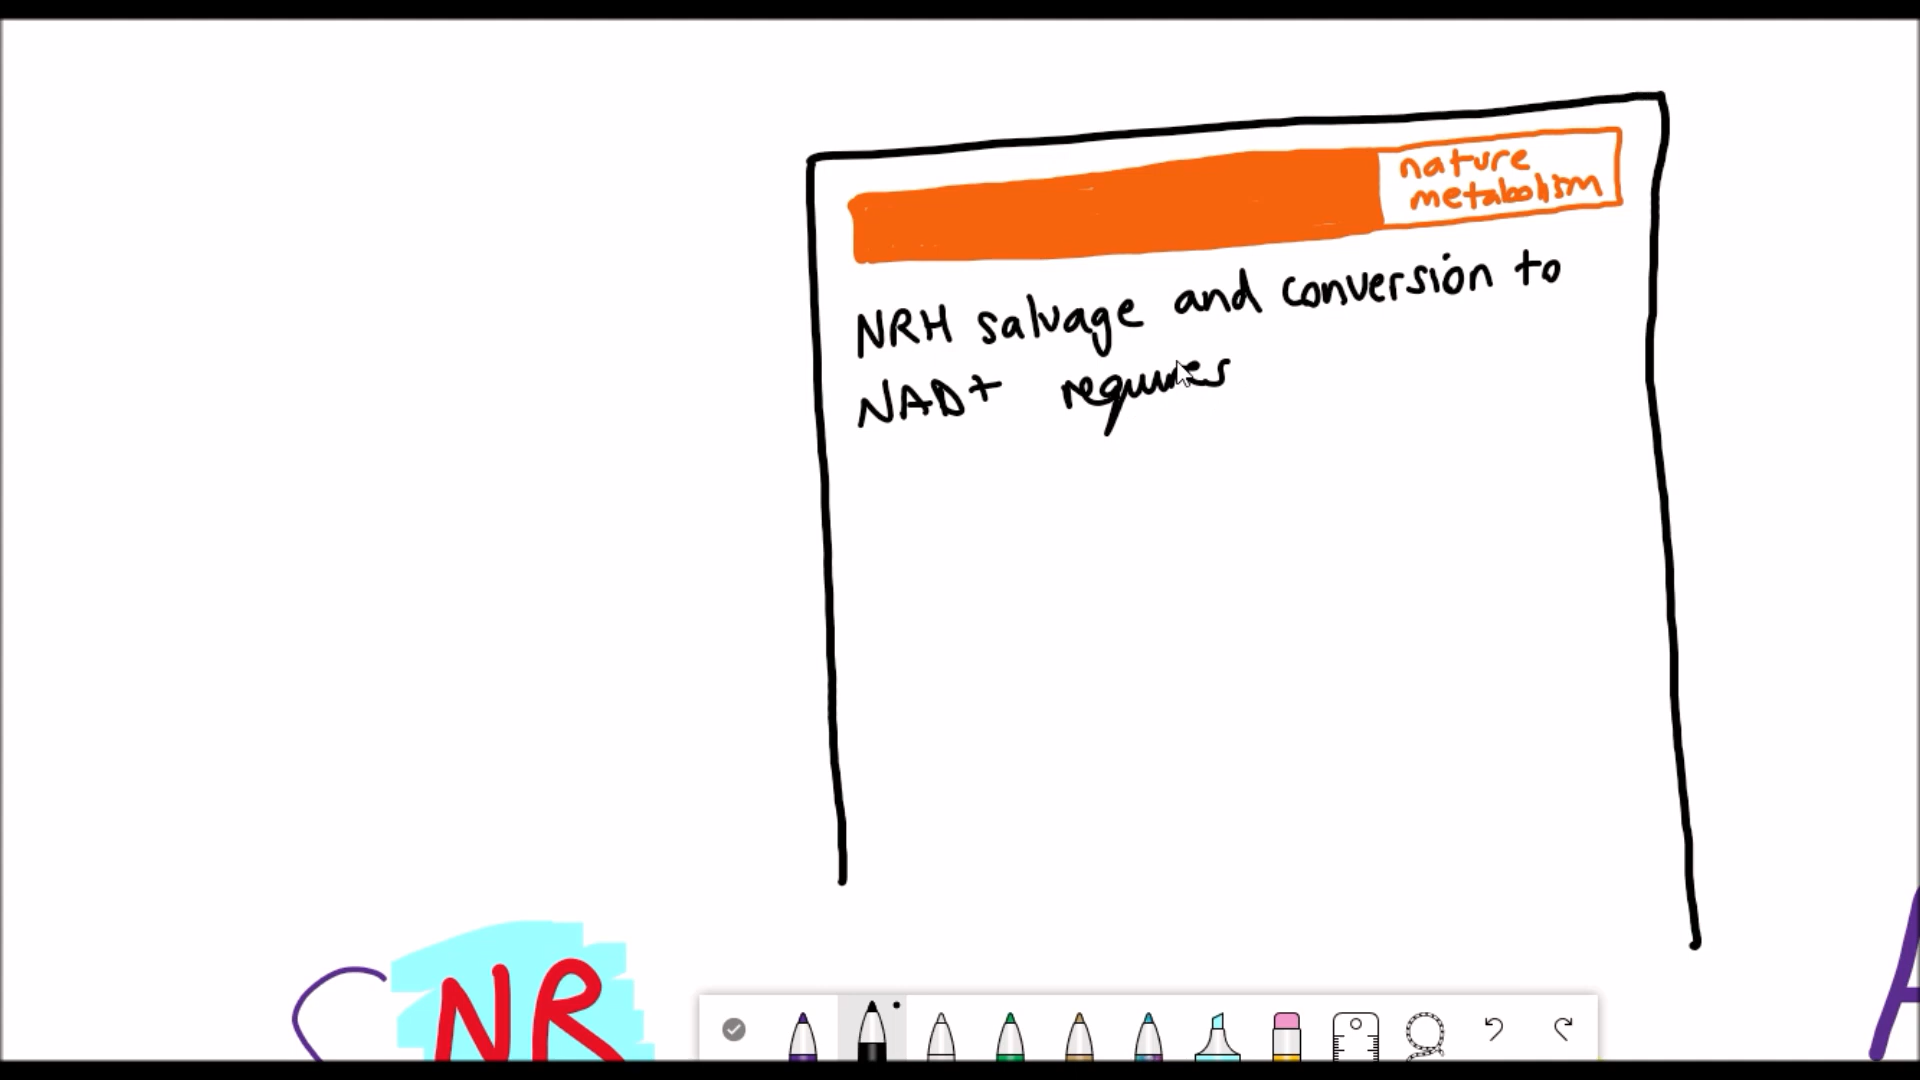 nature
metabolism
NRH salvage and conversion to
NAD+ requires
NR